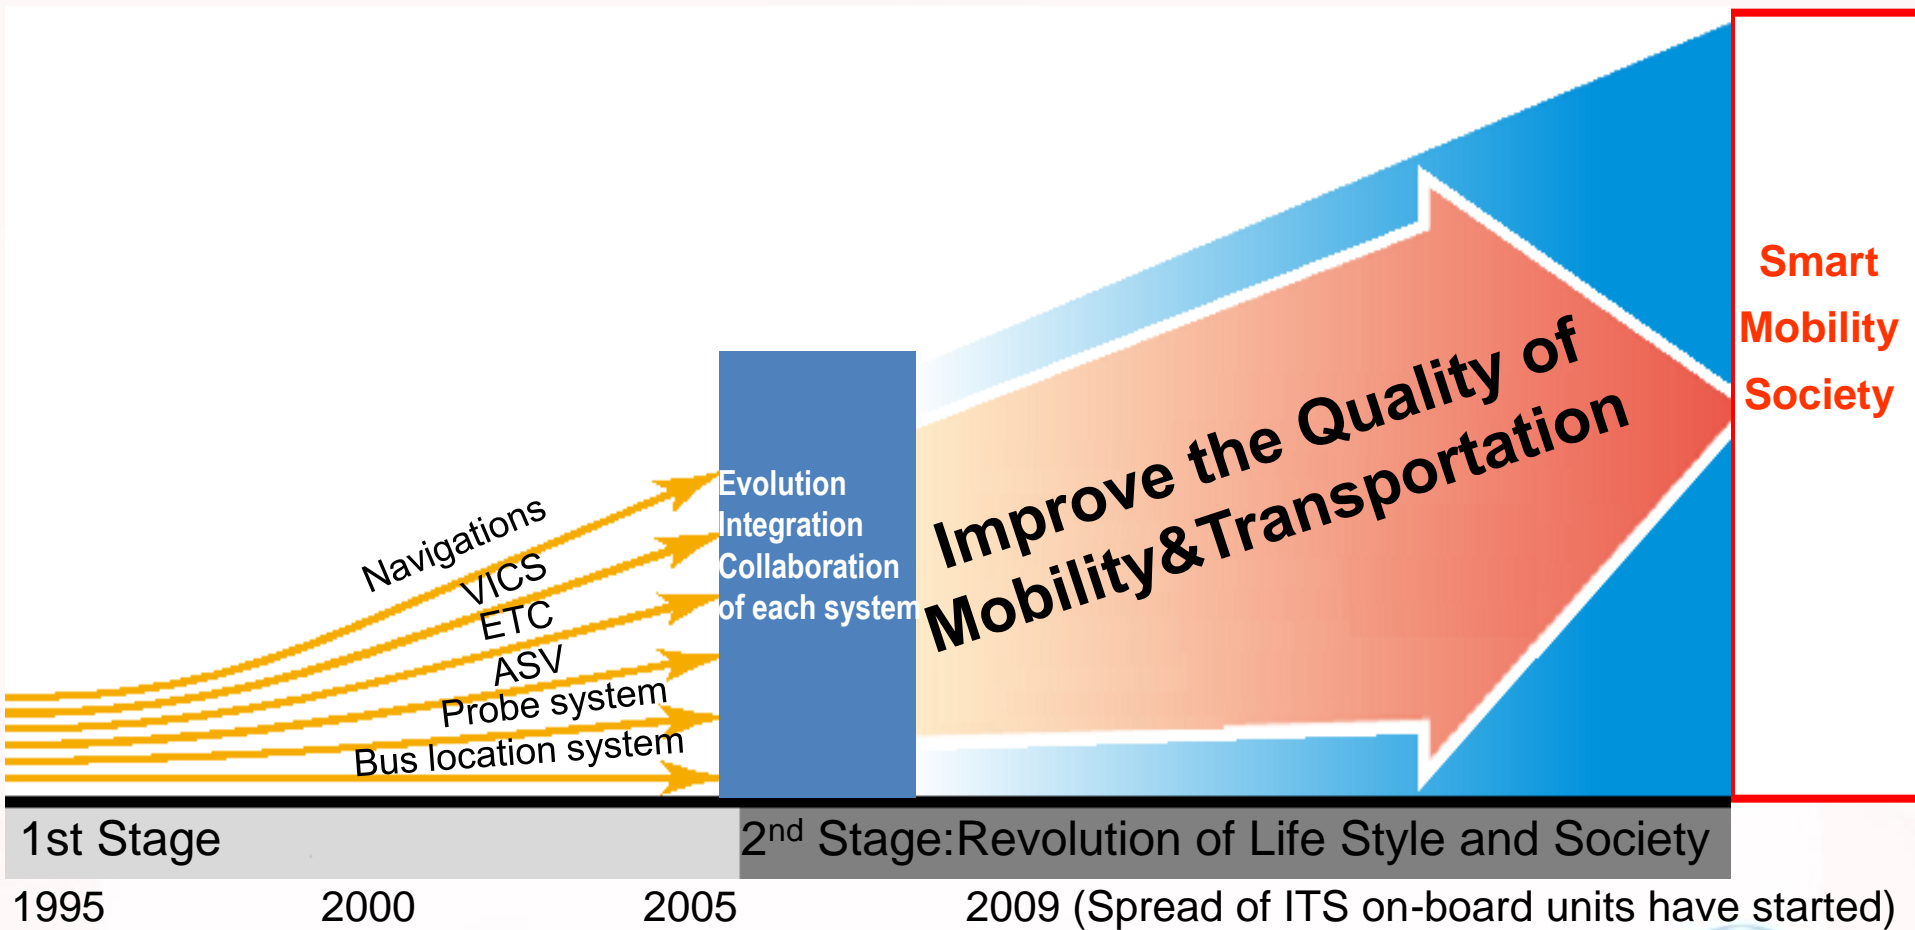 Smart
Mobility
Society
Improve the Quality of
Mobility&Transportation
Evolution
Integration
Collaboration
of each system
Navigations
VICS
ETC
ASV
Probe system
Bus location system
1st Stage
2nd Stage:Revolution of Life Style and Society
1995 2000 2005 2009 (Spread of ITS on-board units have started)